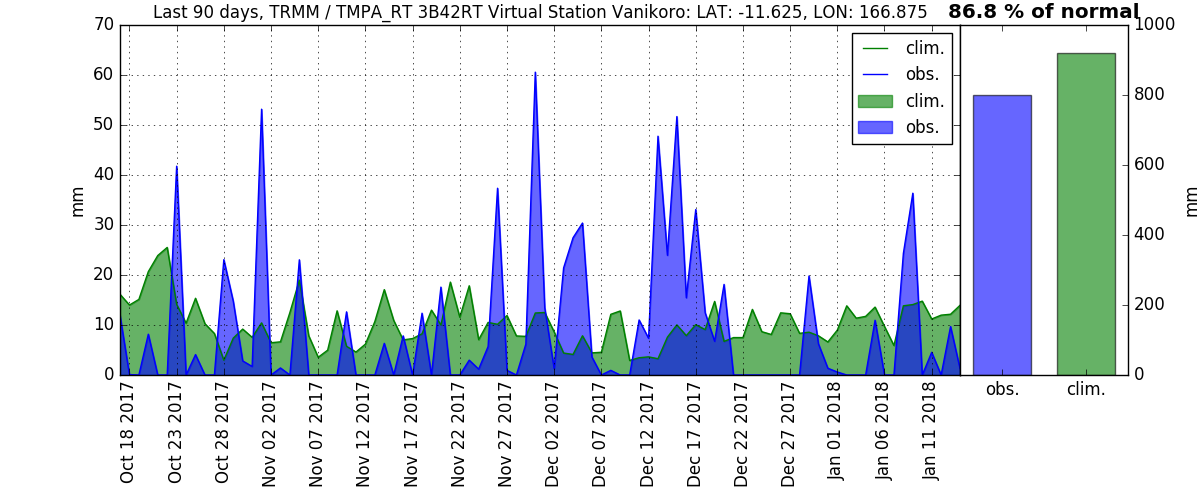 Last 90 days, TRMM / TMPA_RT 3B42RT Virtual Station Vanikoro: LAT: -11.625, LON: 166.875
86.8 % of normal
70
60
50
40
30
20
10
0
mm
clim.
obs.
clim.
obs.
1000
800
600
400
200
0
mm
obs.
clim.
Oct 18 2017
Oct 23 2017
Oct 28 2017
Nov 02 2017
Nov 07 2017
Nov 12 2017
Nov 17 2017
Nov 22 2017
Nov 27 2017
Dec 02 2017
Dec 07 2017
Dec 12 2017
Dec 17 2017
Dec 22 2017
Dec 27 2017
Jan 01 2018
Jan 06 2018
Jan 11 2018